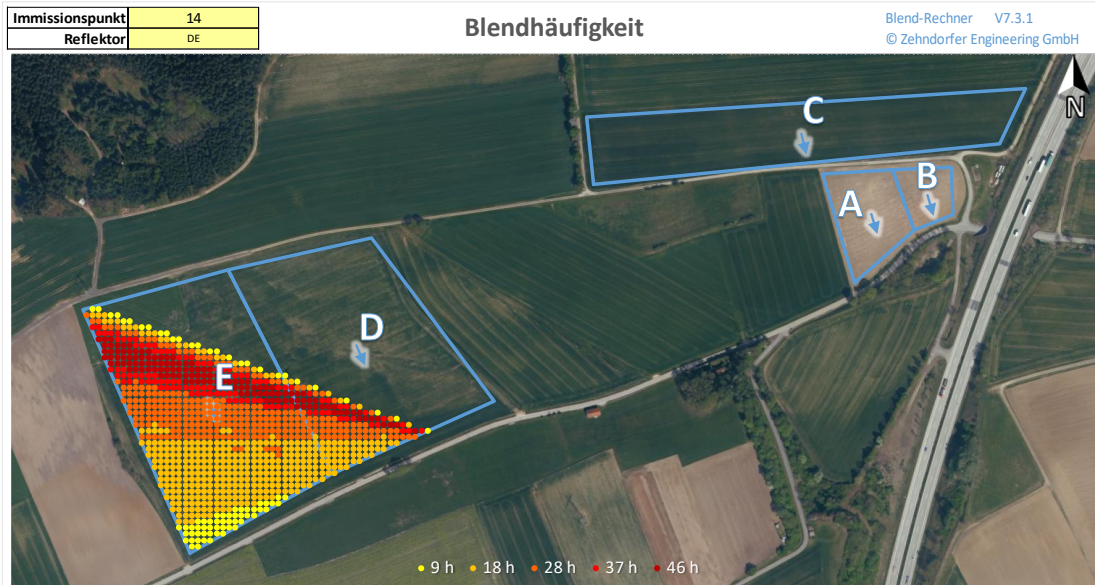 Immissionspunkt 14
Reflektor DE
Blendhäufigkeit
Blend-Rechner V7.3.1
© Zehndorfer Engineering GmbH
N
C
B
A
D
E
9 h 18 h 28 h 37 h 46 h